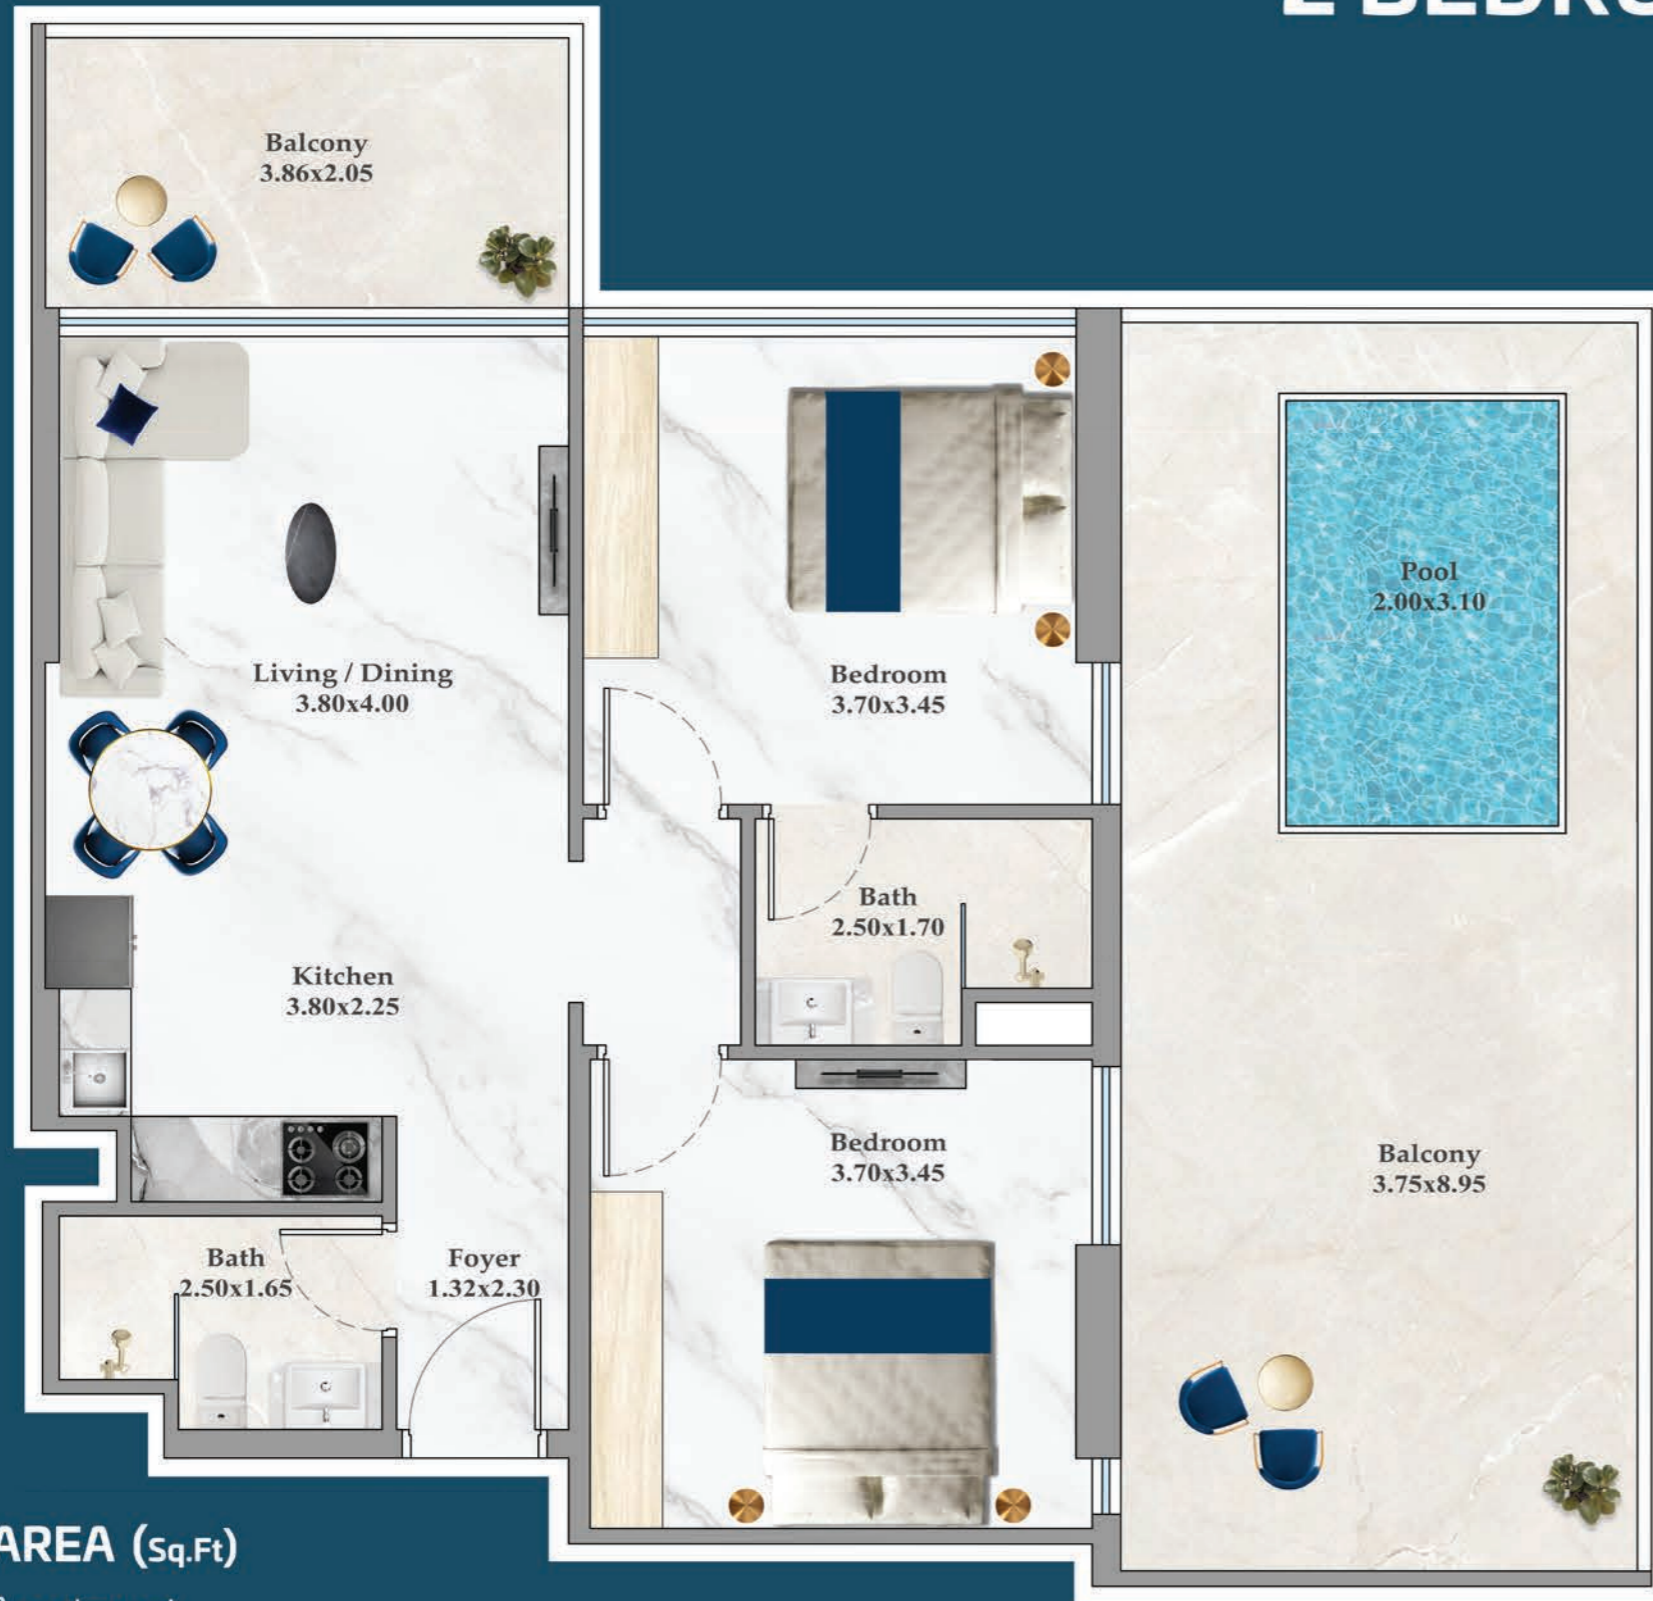 Balcony
3.86x2.05
Living / Dining
3.80x4.00
Bedroom
3.70x3.45
Pool
2.00x3.10
Bath
2.50x1.70
Kitchen
3.80x2.25
Bedroom
3.70x3.45
Balcony
3.75x8.95
Bath
2.50x1.65
Foyer
1.32x2.30
AREA (Sq.Ft)